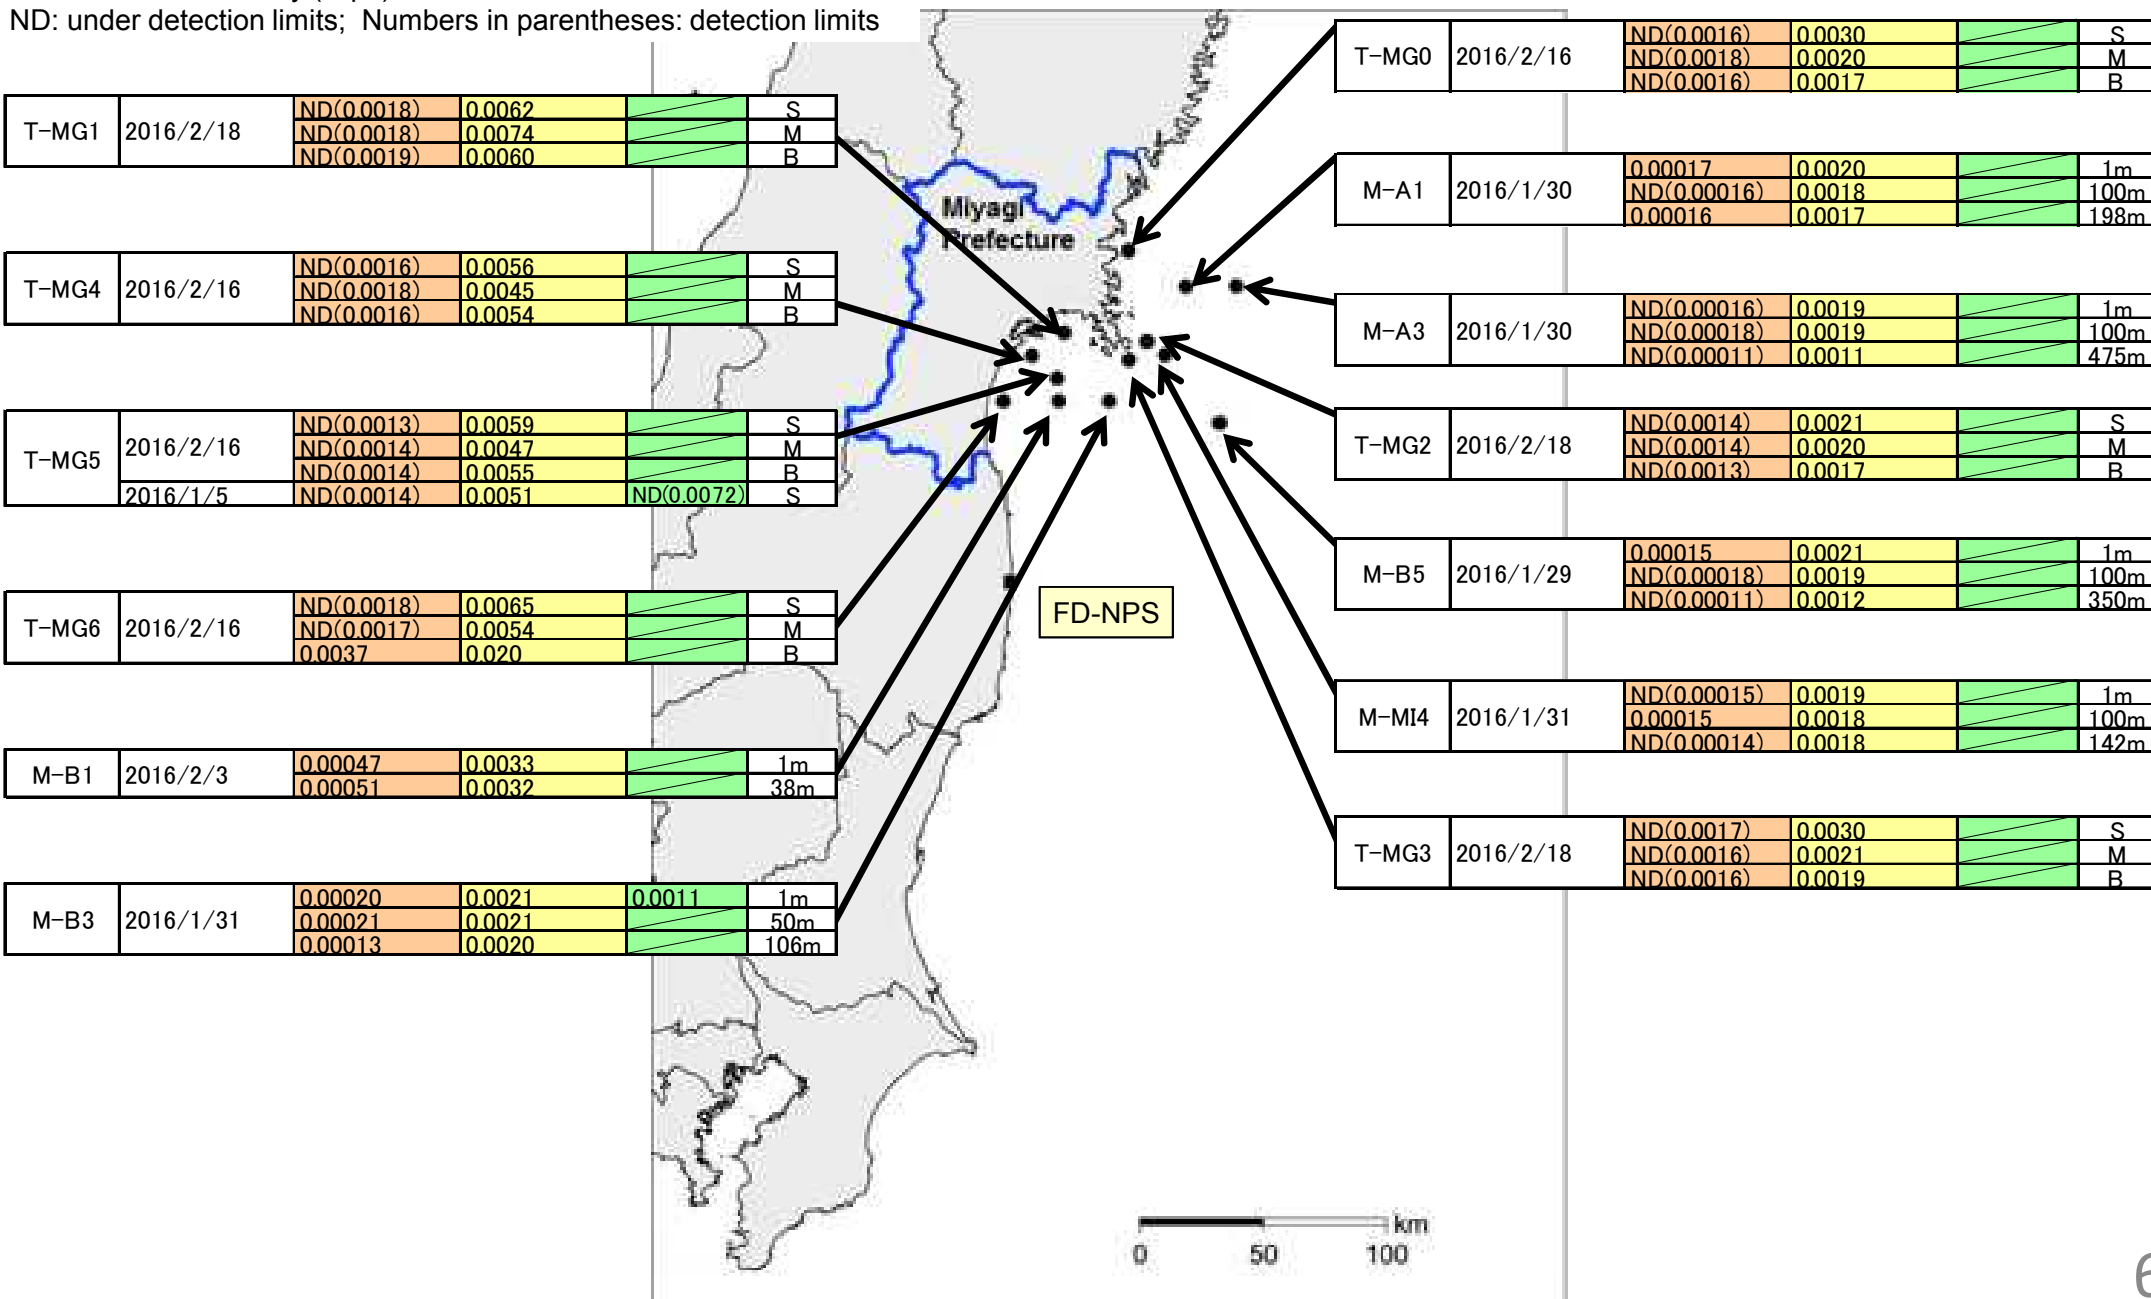 ND: under detection limits; Numbers in parentheses: detection limits
T-MG1 2016/2/18 ND(0.0018) 0.0062 S
ND(0.0018) 0.0074 M
ND(0.0019) 0.0060 B
T-MG4 2016/2/16 ND(0.0016) 0.0056 S
ND(0.0018) 0.0045 M
ND(0.0016) 0.0054 B
T-MG5 2016/2/16 ND(0.0013) 0.0059 S
ND(0.0014) 0.0047 M
ND(0.0014) 0.0055 B
2016/1/5 ND(0.0014) 0.0051 ND(0.0072) S
T-MG6 2016/2/16 ND(0.0018) 0.0065 S
ND(0.0017) 0.0054 M
0.0037 0.020 B
M-B1 2016/2/3 0.00047 0.0033 1m
0.00051 0.0032 38m
M-B3 2016/1/31 0.00020 0.0021 0.0011 1m
0.00021 0.0021 50m
0.00013 0.0020 106m
Miyagi
Prefecture
FD-NPS
T-MG0 2016/2/16 ND(0.0016) 0.0030 S
ND(0.0018) 0.0020 M
ND(0.0016) 0.0017 B
M-A1 2016/1/30 0.00017 0.0020 1m
ND(0.00016) 0.0018 100m
0.00016 0.0017 198m
M-A3 2016/1/30 ND(0.00016) 0.0019 1m
ND(0.00018) 0.0019 100m
ND(0.00011) 0.0011 475m
T-MG2 2016/2/18 ND(0.0014) 0.0021 S
ND(0.0014) 0.0020 M
ND(0.0013) 0.0017 B
M-B5 2016/1/29 0.00015 0.0021 1m
ND(0.00018) 0.0019 100m
ND(0.00011) 0.0012 350m
M-MI4 2016/1/31 ND(0.00015) 0.0019 1m
0.00015 0.0018 100m
ND(0.00014) 0.0018 142m
T-MG3 2016/2/18 ND(0.0017) 0.0030 S
ND(0.0016) 0.0021 M
ND(0.0016) 0.0019 B
km
0 50 100